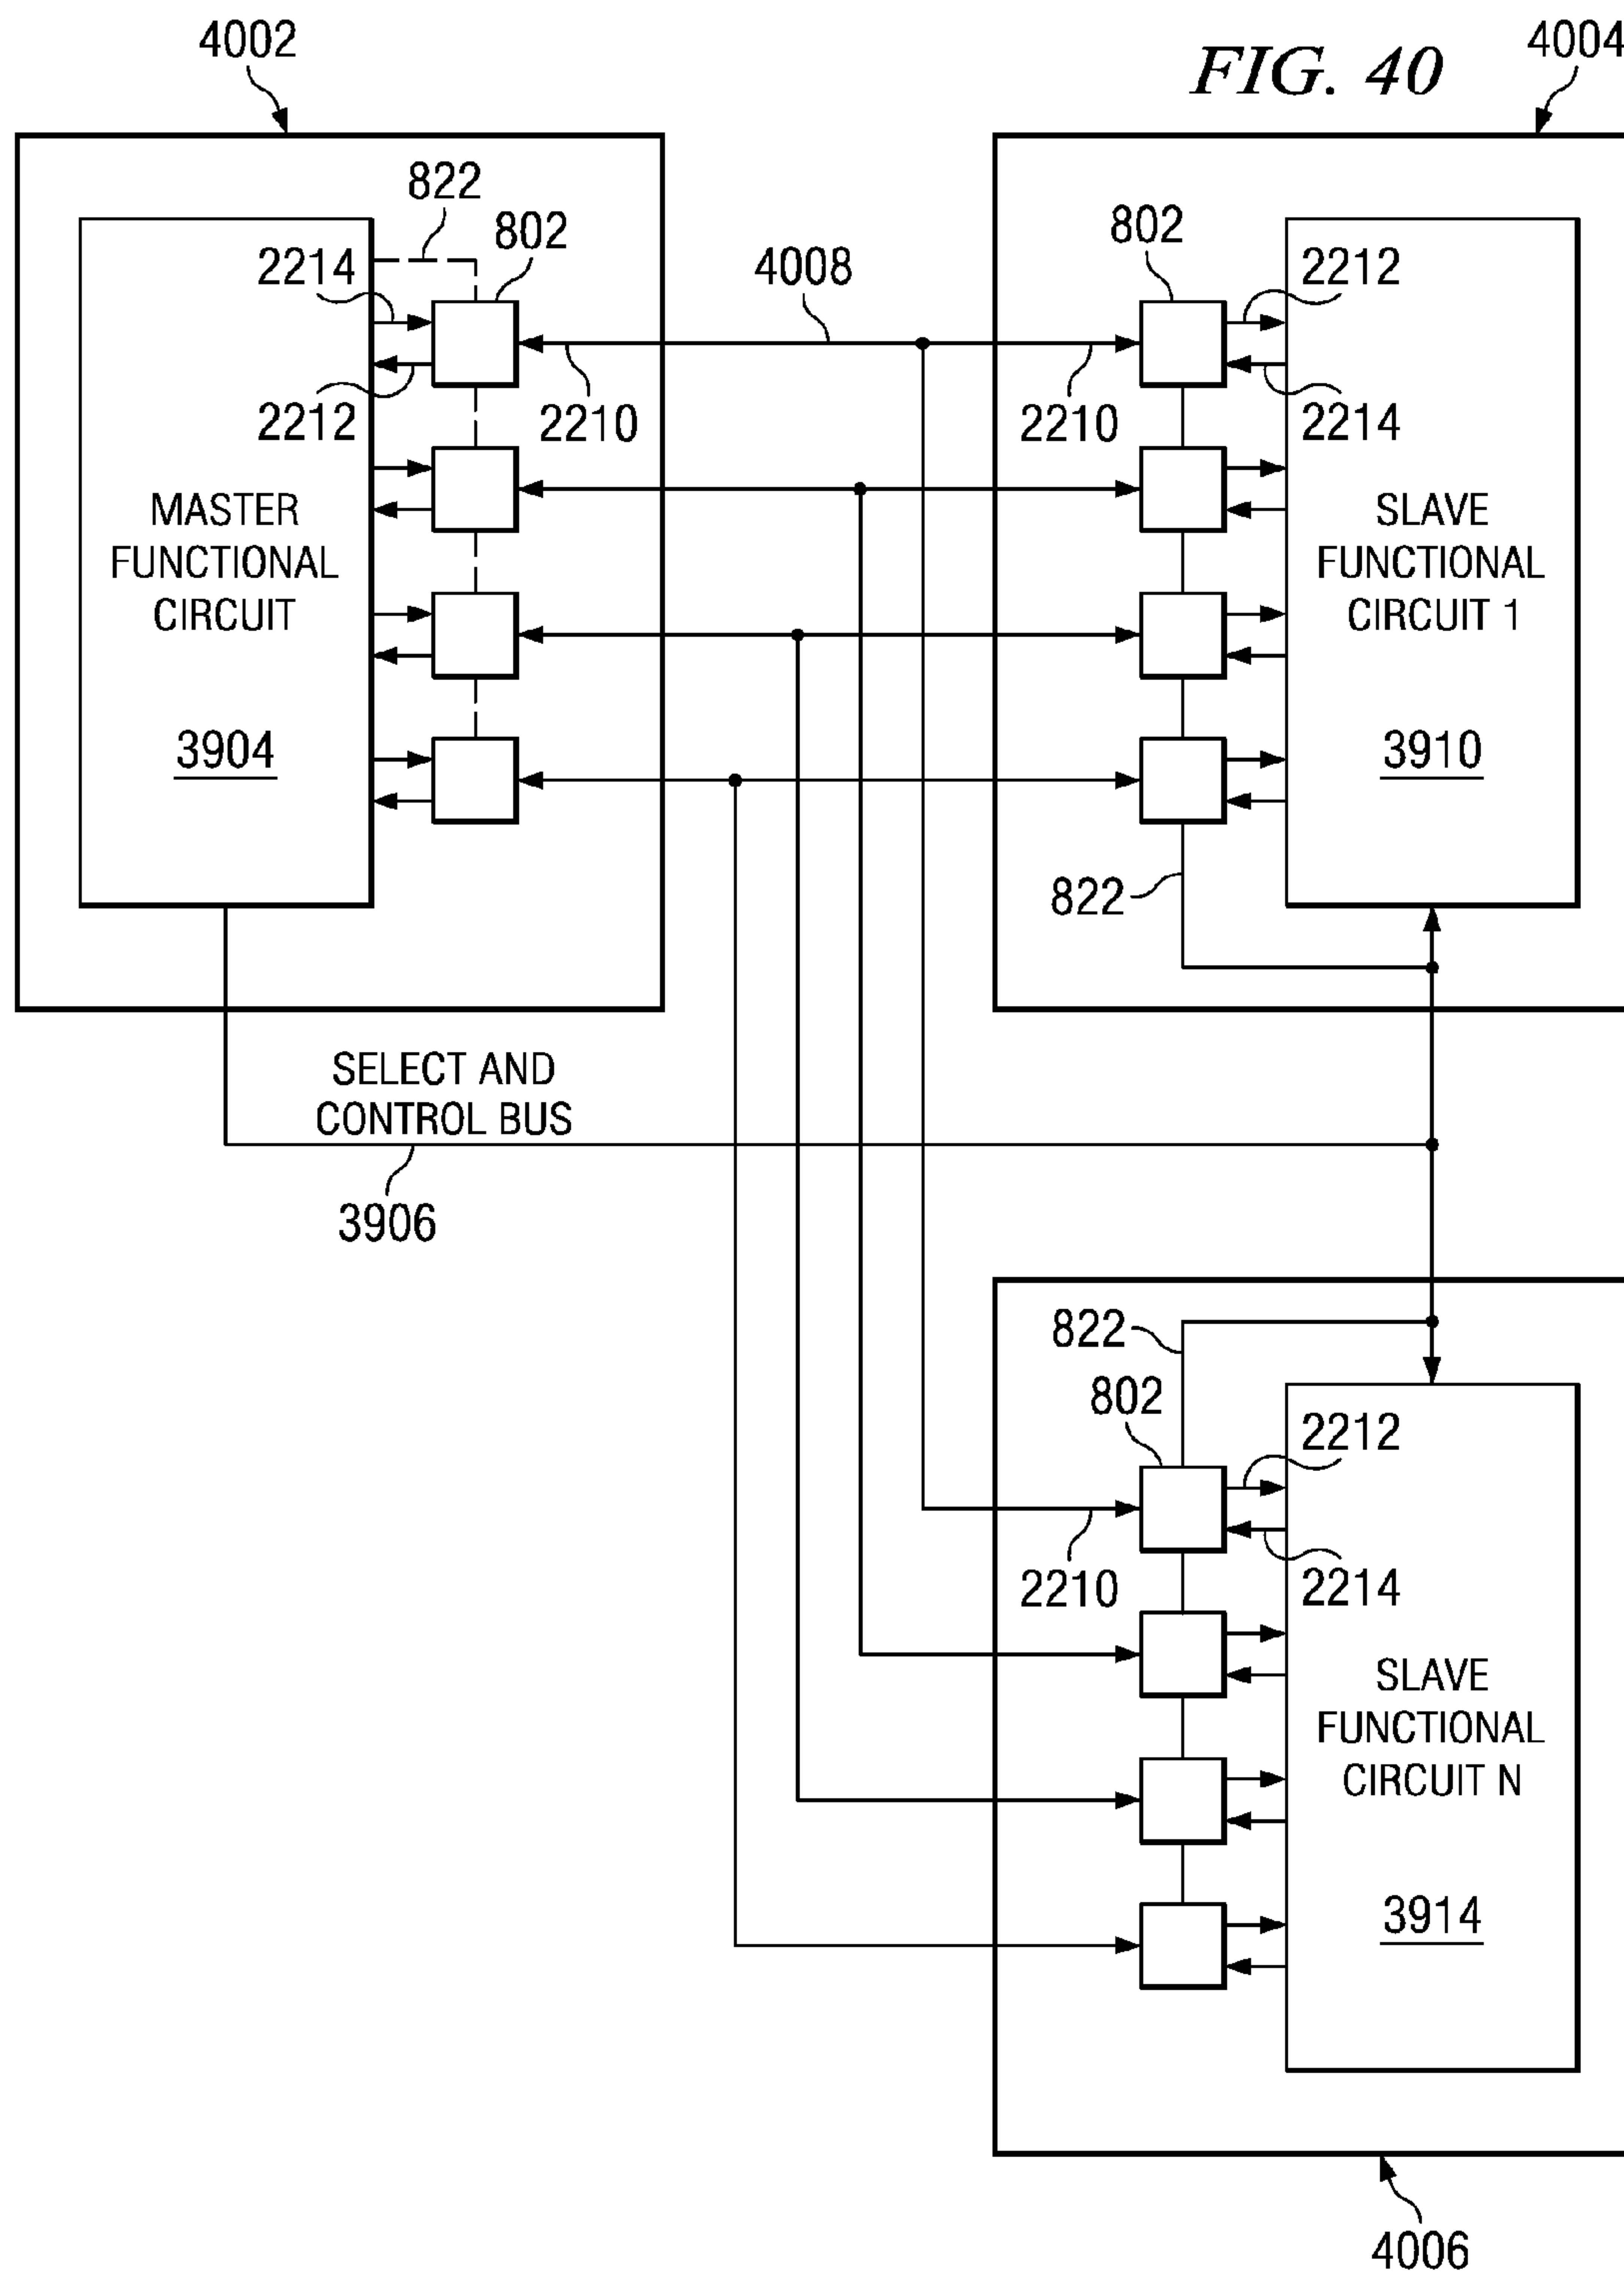 4002
FIG. 40
4004
822
802
802
2214
4008
2212
2212
2210
2210
2214
MASTER
FUNCTIONAL
CIRCUIT
SLAVE
FUNCTIONAL
CIRCUIT 1
3904
3910
822
SELECT AND
CONTROL BUS
3906
822
802
2212
2210
2214
SLAVE
FUNCTIONAL
CIRCUIT N
3914
4006